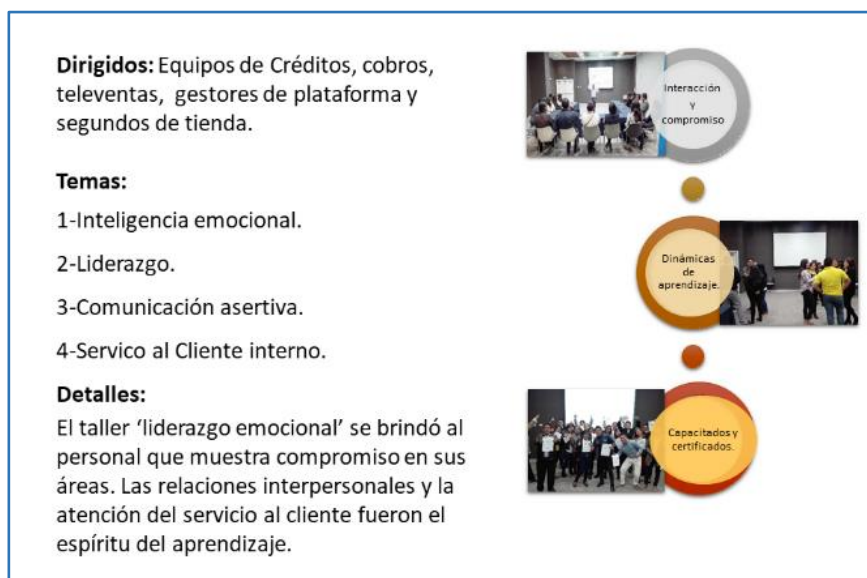 Dirigidos: Equipos de Créditos, cobros,
televentas, gestores de plataforma y
segundos de tienda.
Temas:
1-Inteligencia emocional.
2-Liderazgo.
3-Comunicación asertiva.
4-Servico al Cliente interno.
Detalles:
El taller ‘liderazgo emocional’ se brindó al
personal que muestra compromiso en sus
áreas. Las relaciones interpersonales y la
atención del servicio al cliente fueron el
espíritu del aprendizaje.
Interacción
y
compromiso
Dinámicas
de
aprendizaje.
Capacitados y
certificados.